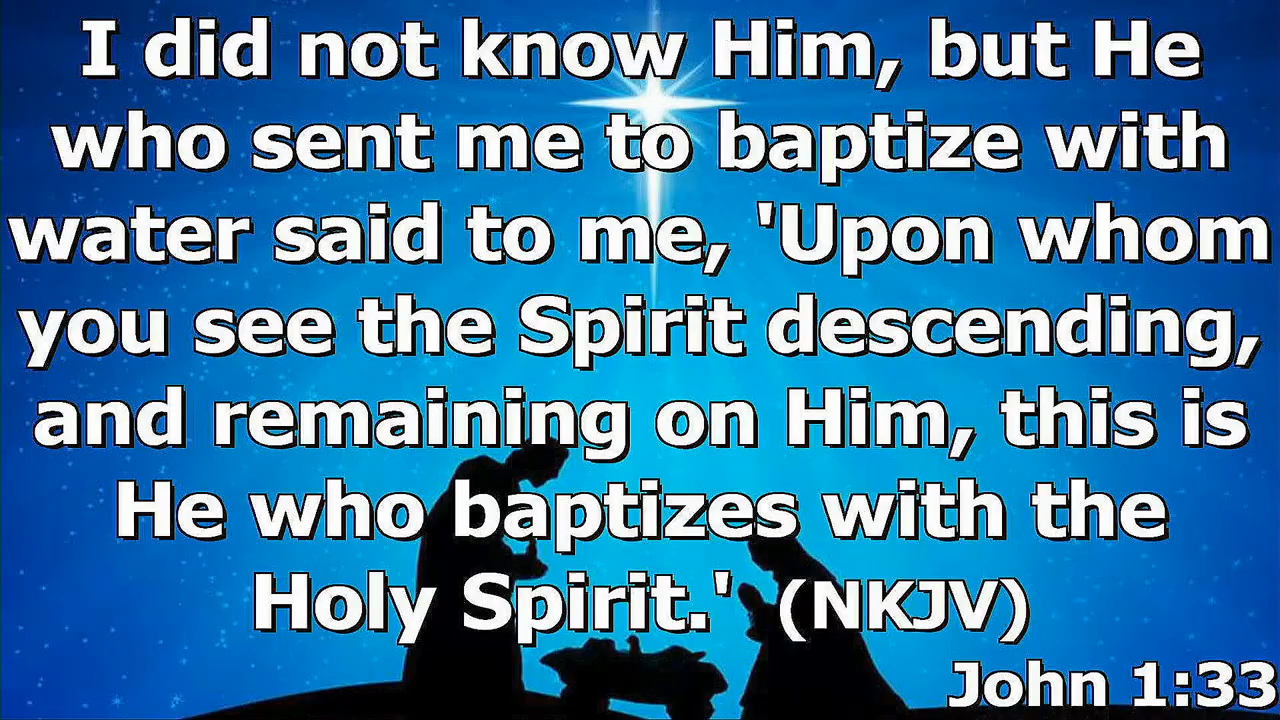 I did not know Him, but He
who sent me to baptize with
water said to me, 'Upon whom
you see the Spirit descending,
and remaining on Him, this is
He who baptizes with the
Holy Spirit.' (NKJV)
John 1:33